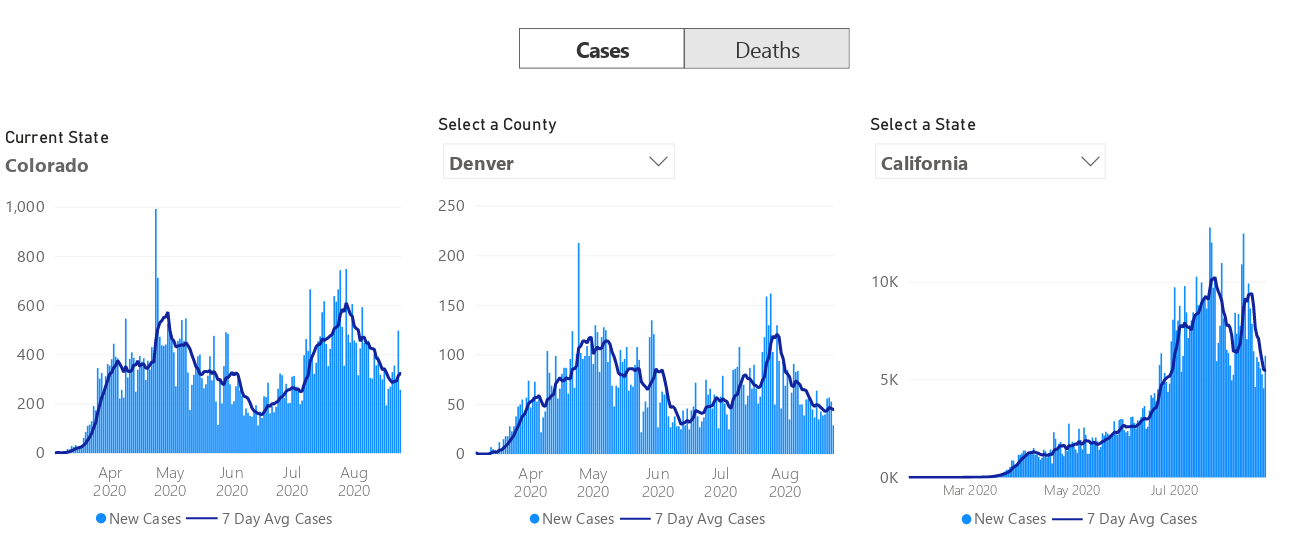 Cases Deaths
Current State
Colorado
1,000
800
600
400
200
0
Apr 2020
May 2020
Jun 2020
Jul 2020
Aug 2020
New Cases 7 Day Avg Cases
Select a County
Denver
250
200
150
100
50
0
Apr 2020
May 2020
Jun 2020
Jul 2020
Aug 2020
New Cases 7 Day Avg Cases
Select a State
California
10K
5K
0K
Mar 2020 May 2020 Jul 2020
New Cases 7 Day Avg Cases